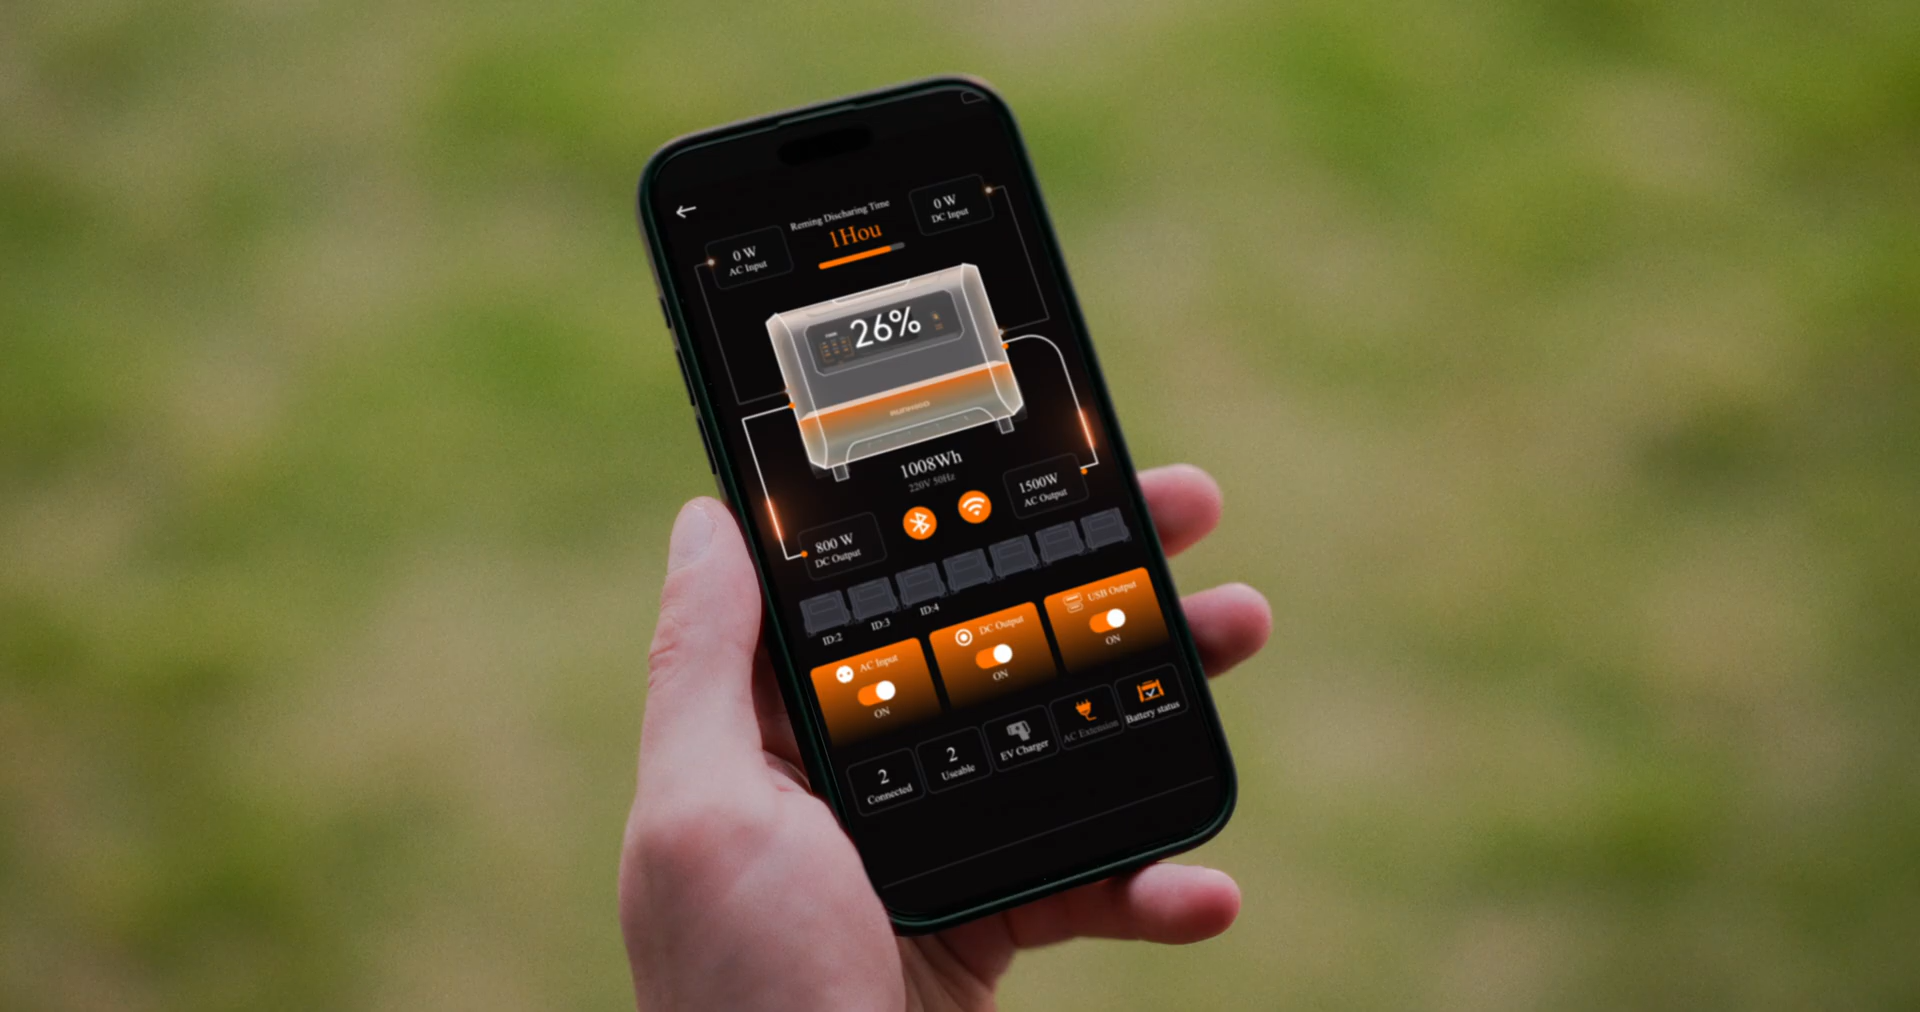 Reming Discharing Time
1Hou
0 W
AC Input
0 W
DC Input
26%
1008Wh
220V 50Hz
1500W
AC Output
800 W
DC Output
ID:2
ID:3
ID:4
AC Input
ON
DC Output
ON
USB Output
ON
2
Connected
2
Useable
EV Charger
AC Extension
Battery status